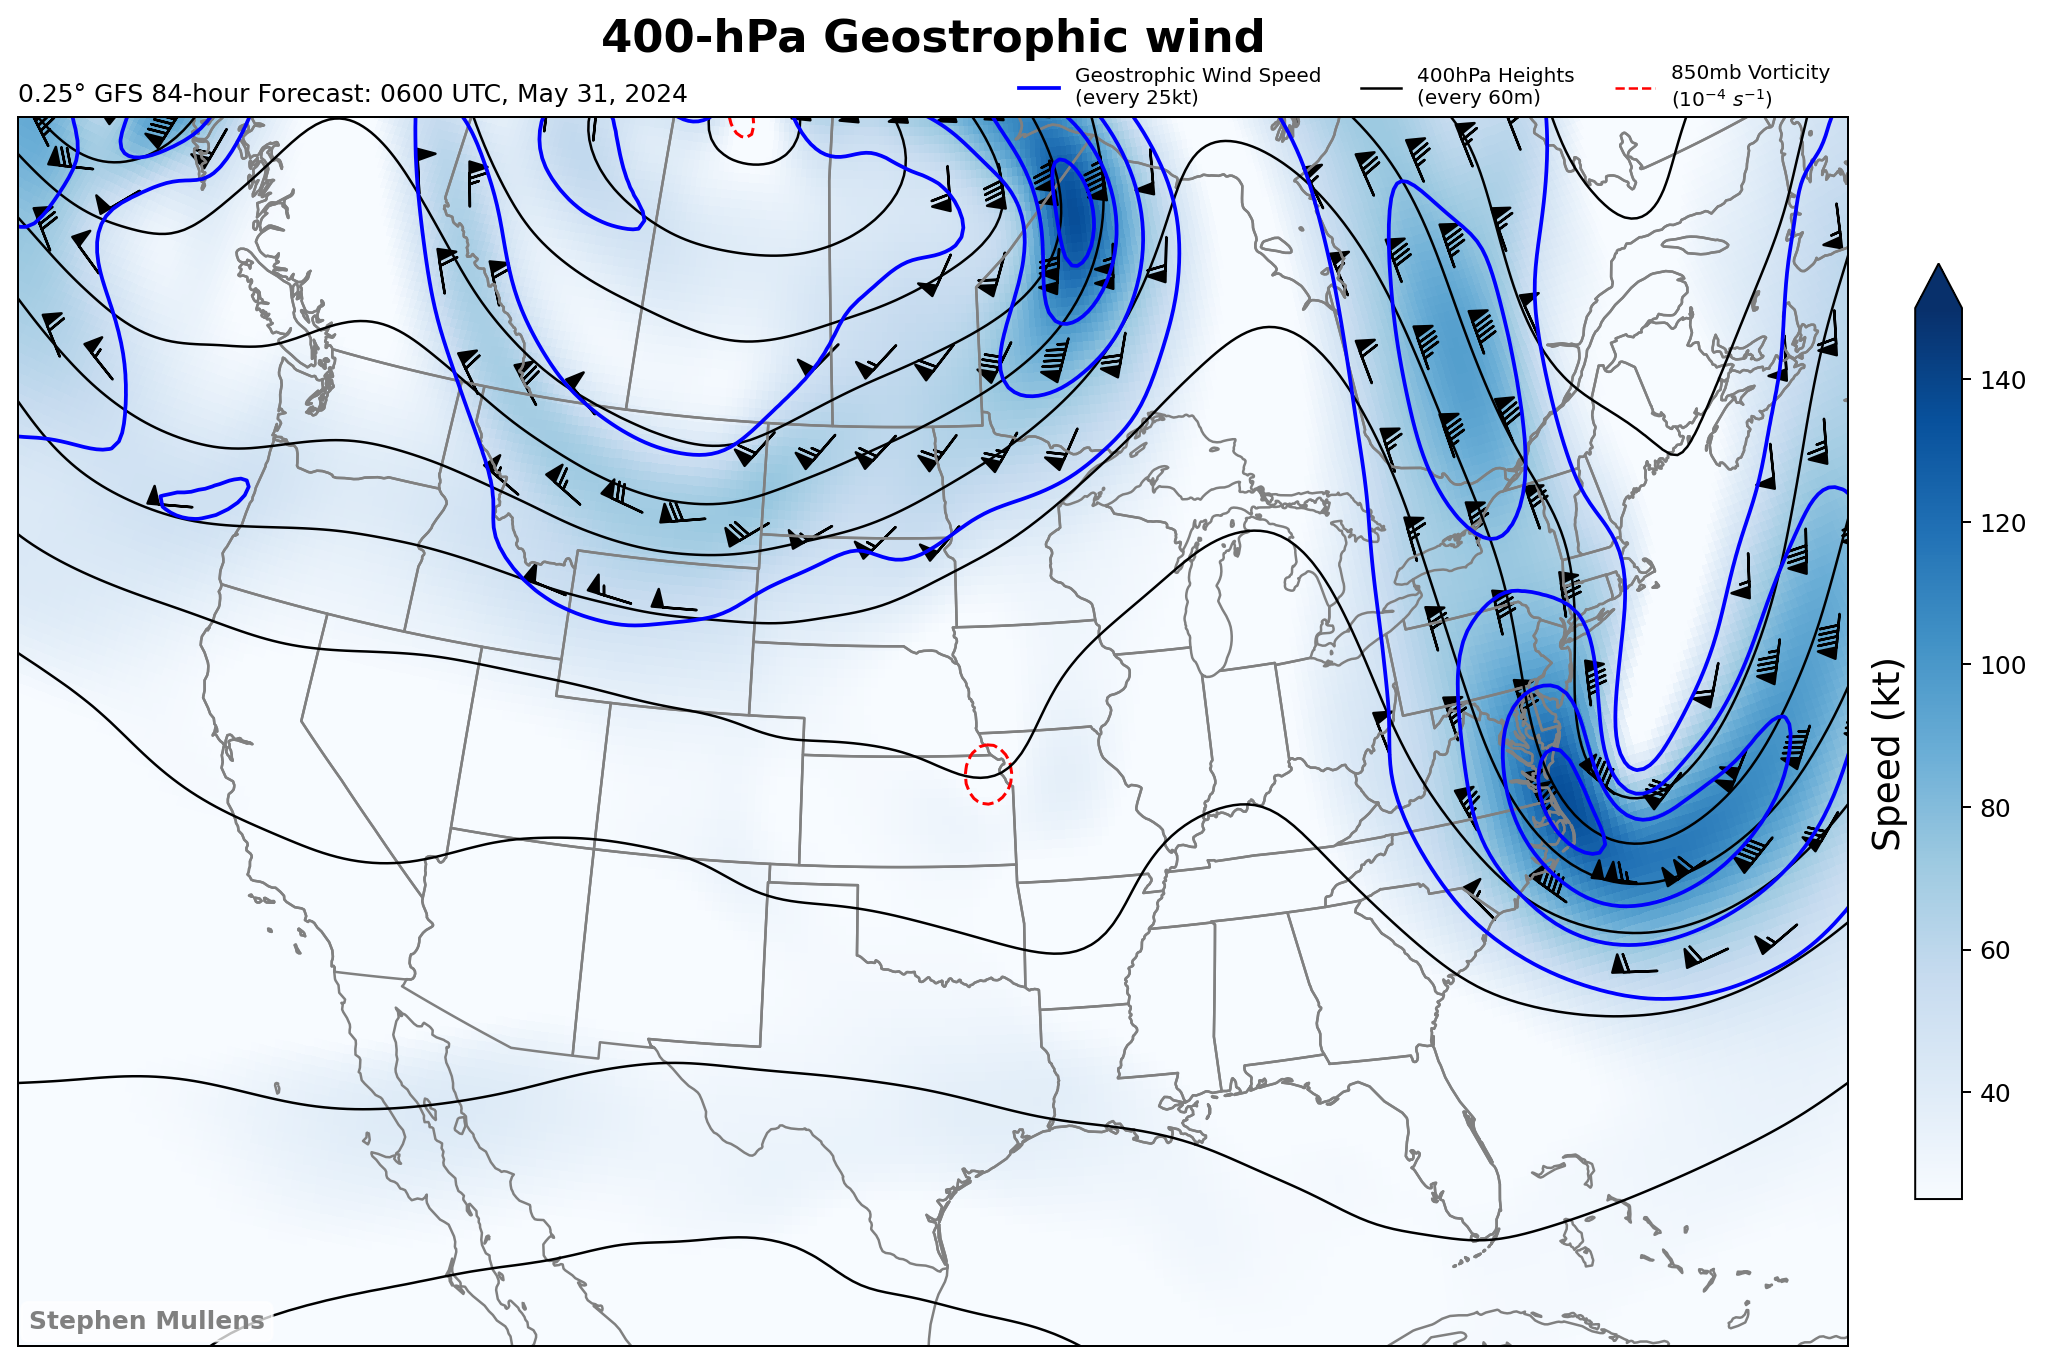 400-hPa Geostrophic wind
0.25° GFS 84-hour Forecast: 0600 UTC, May 31, 2024
Geostrophic Wind Speed
(every 25kt)
400hPa Heights
(every 60m)
850mb Vorticity
(10⁻⁴ s⁻¹)
140
120
100
80
60
40
Speed (kt)
Stephen Mullens